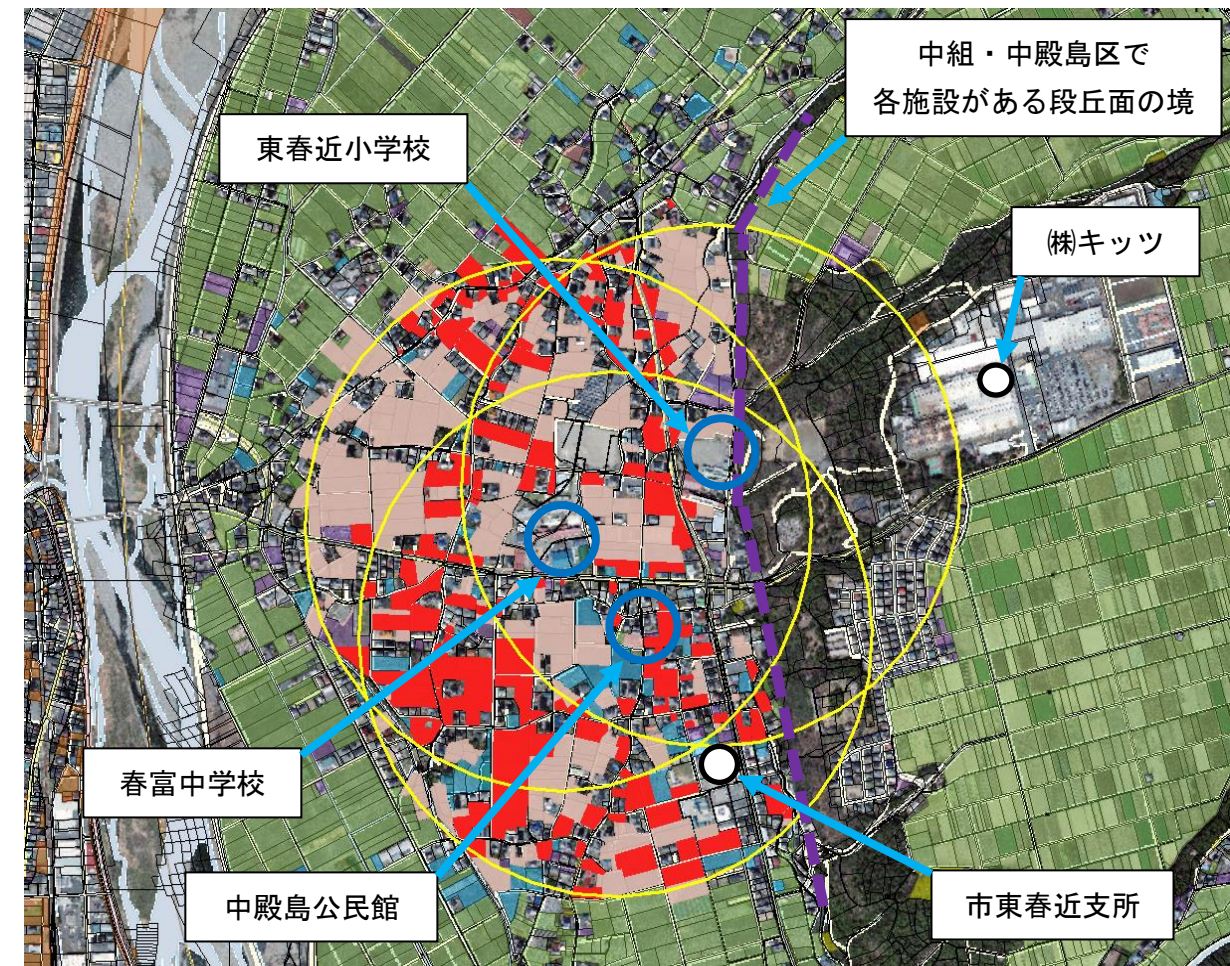 中組・中殿島区で
各施設がある段丘面の境
東春近小学校
㈱キッツ
春富中学校
中殿島公民館
市東春近支所